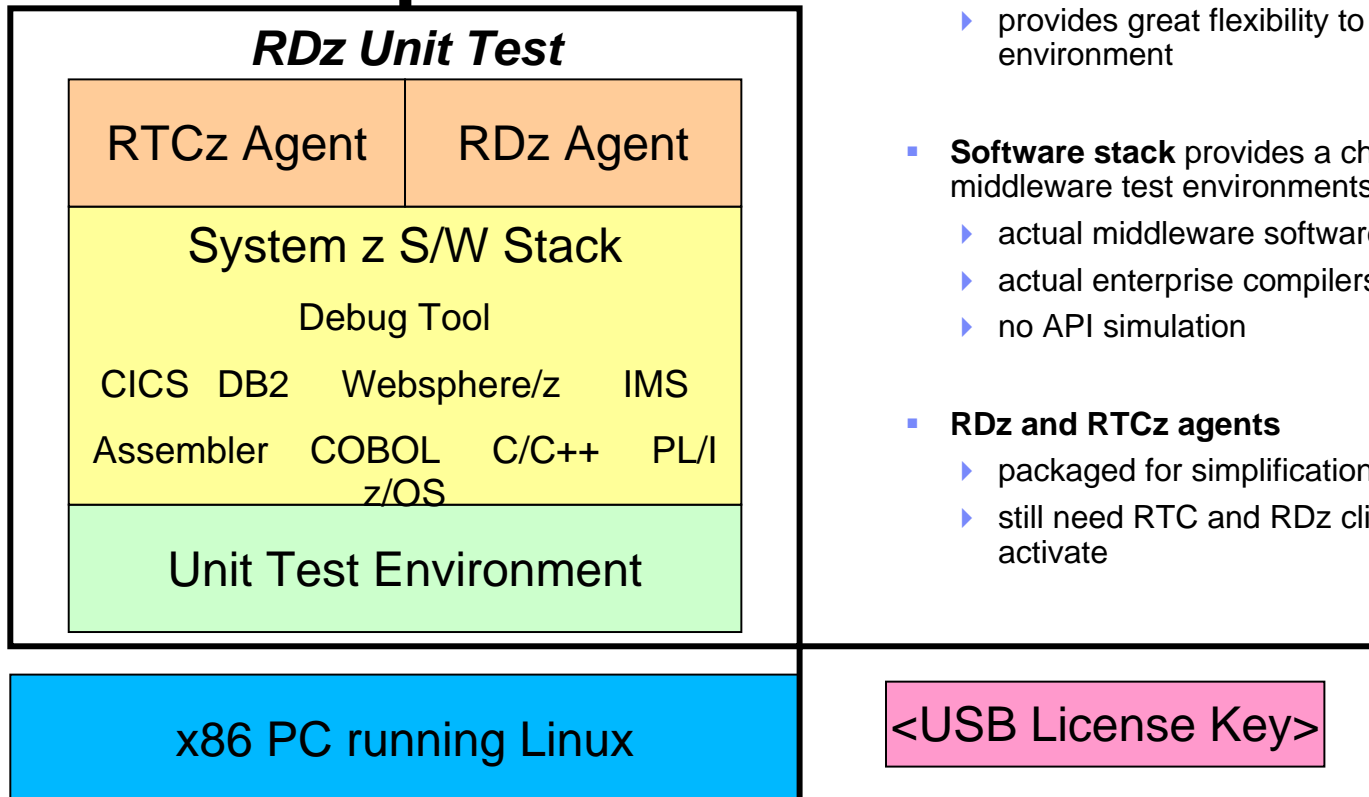 RDz Unit Test
RTCz Agent
RDz Agent
System z S/W Stack
Debug Tool
CICS DB2 Websphere/z IMS
Assembler COBOL C/C++ PL/I
z/OS
Unit Test Environment
x86 PC running Linux
provides great flexibility to
environment
Software stack provides a ch
middleware test environments
actual middleware software
actual enterprise compilers
no API simulation
RDz and RTCz agents
packaged for simplification
still need RTC and RDz cli
activate
<USB License Key>